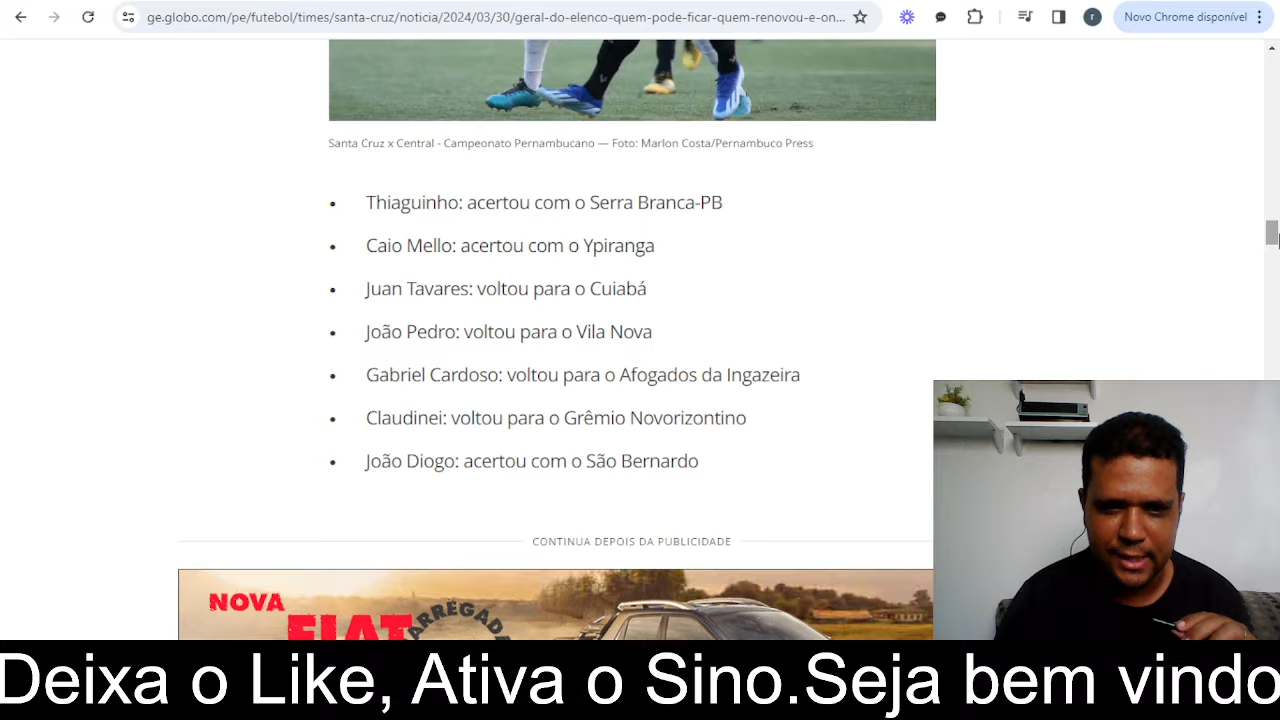 ge.globo.com/pe/futebol/times/santa-cruz/noticia/2024/03/30/geral-do-elenco-quem-pode-ficar-quem-renovou-e-on...
r
Novo Chrome disponível
Santa Cruz x Central - Campeonato Pernambucano — Foto: Marlon Costa/Pernambuco Press
• Thiaguinho: acertou com o Serra Branca-PB
• Caio Mello: acertou com o Ypiranga
• Juan Tavares: voltou para o Cuiabá
• João Pedro: voltou para o Vila Nova
• Gabriel Cardoso: voltou para o Afogados da Ingazeira
• Claudinei: voltou para o Grêmio Novorizontino
• João Diogo: acertou com o São Bernardo
CONTINUA DEPOIS DA PUBLICIDADE
NOVA
FIAT
Deixa o Like, Ativa o Sino.Seja bem vindo